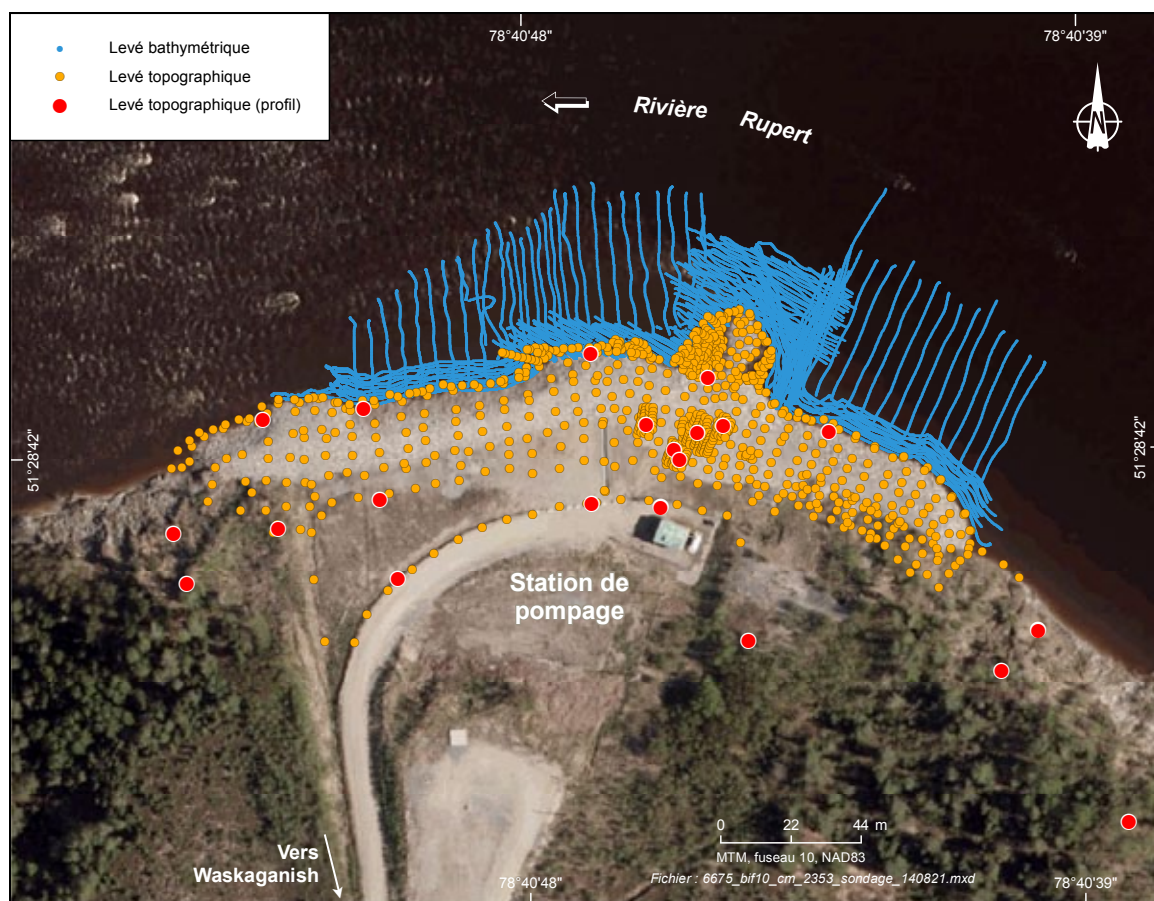 Levé bathymétrique
Levé topographique
Levé topographique (profil)
78°40'48"
78°40'39"
Rivière Rupert
N
51°28'42"
51°28'42"
Station de
pompage
Vers
Waskaganish
0 22 44 m
MTM, fuseau 10, NAD83
Fichier : 6675_bif10_cm_2353_sondage_140821.mxd
78°40'48"
78°40'39"